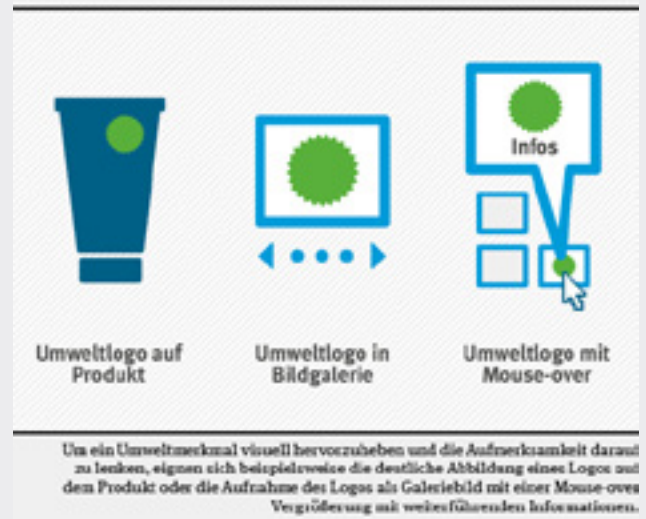 Infos
Umweltlogo auf
Produkt
Umweltlogo in
Bildgalerie
Umweltlogo mit
Mouse-over
Um ein Umweltmerkmal visuell hervorzuheben und die Aufmerksamkeit darauf
zu lenken, eignen sich beispielsweise die deutliche Abbildung eines Logos auf
dem Produkt oder die Aufnahme des Logos als Galeriebild mit einer Mouse-over
Vergrößerung mit weiterführenden Informationen.